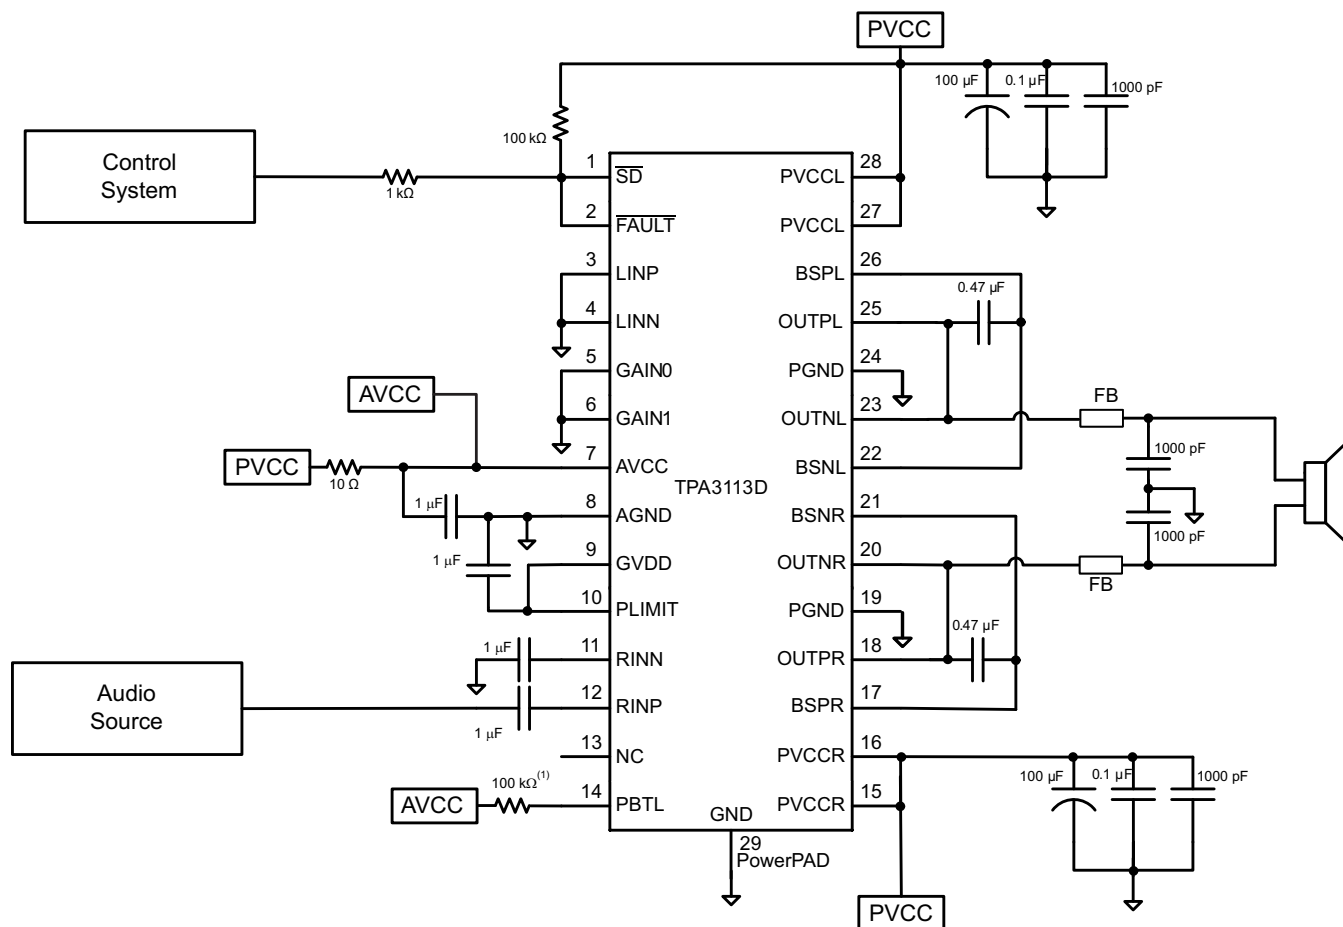 PVCC
100 µF
0.1 µF
1000 pF
100 kΩ
Control
System
1 kΩ
1
SD
2
FAULT
3
LINP
4
LINN
5
GAIN0
6
GAIN1
7
AVCC
8
AGND
9
GVDD
10
PLIMIT
11
RINN
12
RINP
13
NC
14
PBTL
28
PVCCL
27
PVCCL
26
BSPL
25
OUTPL
24
PGND
23
OUTNL
22
BSNL
21
BSNR
20
OUTNR
19
PGND
18
OUTPR
17
BSPR
16
PVCCR
15
PVCCR
TPA3113D
GND
29
PowerPAD
0.47 µF
FB
1000 pF
1000 pF
FB
0.47 µF
AVCC
PVCC
10 Ω
1 µF
1 µF
1 µF
Audio
Source
1 µF
AVCC
100 kΩ(1)
100 µF
0.1 µF
1000 pF
PVCC